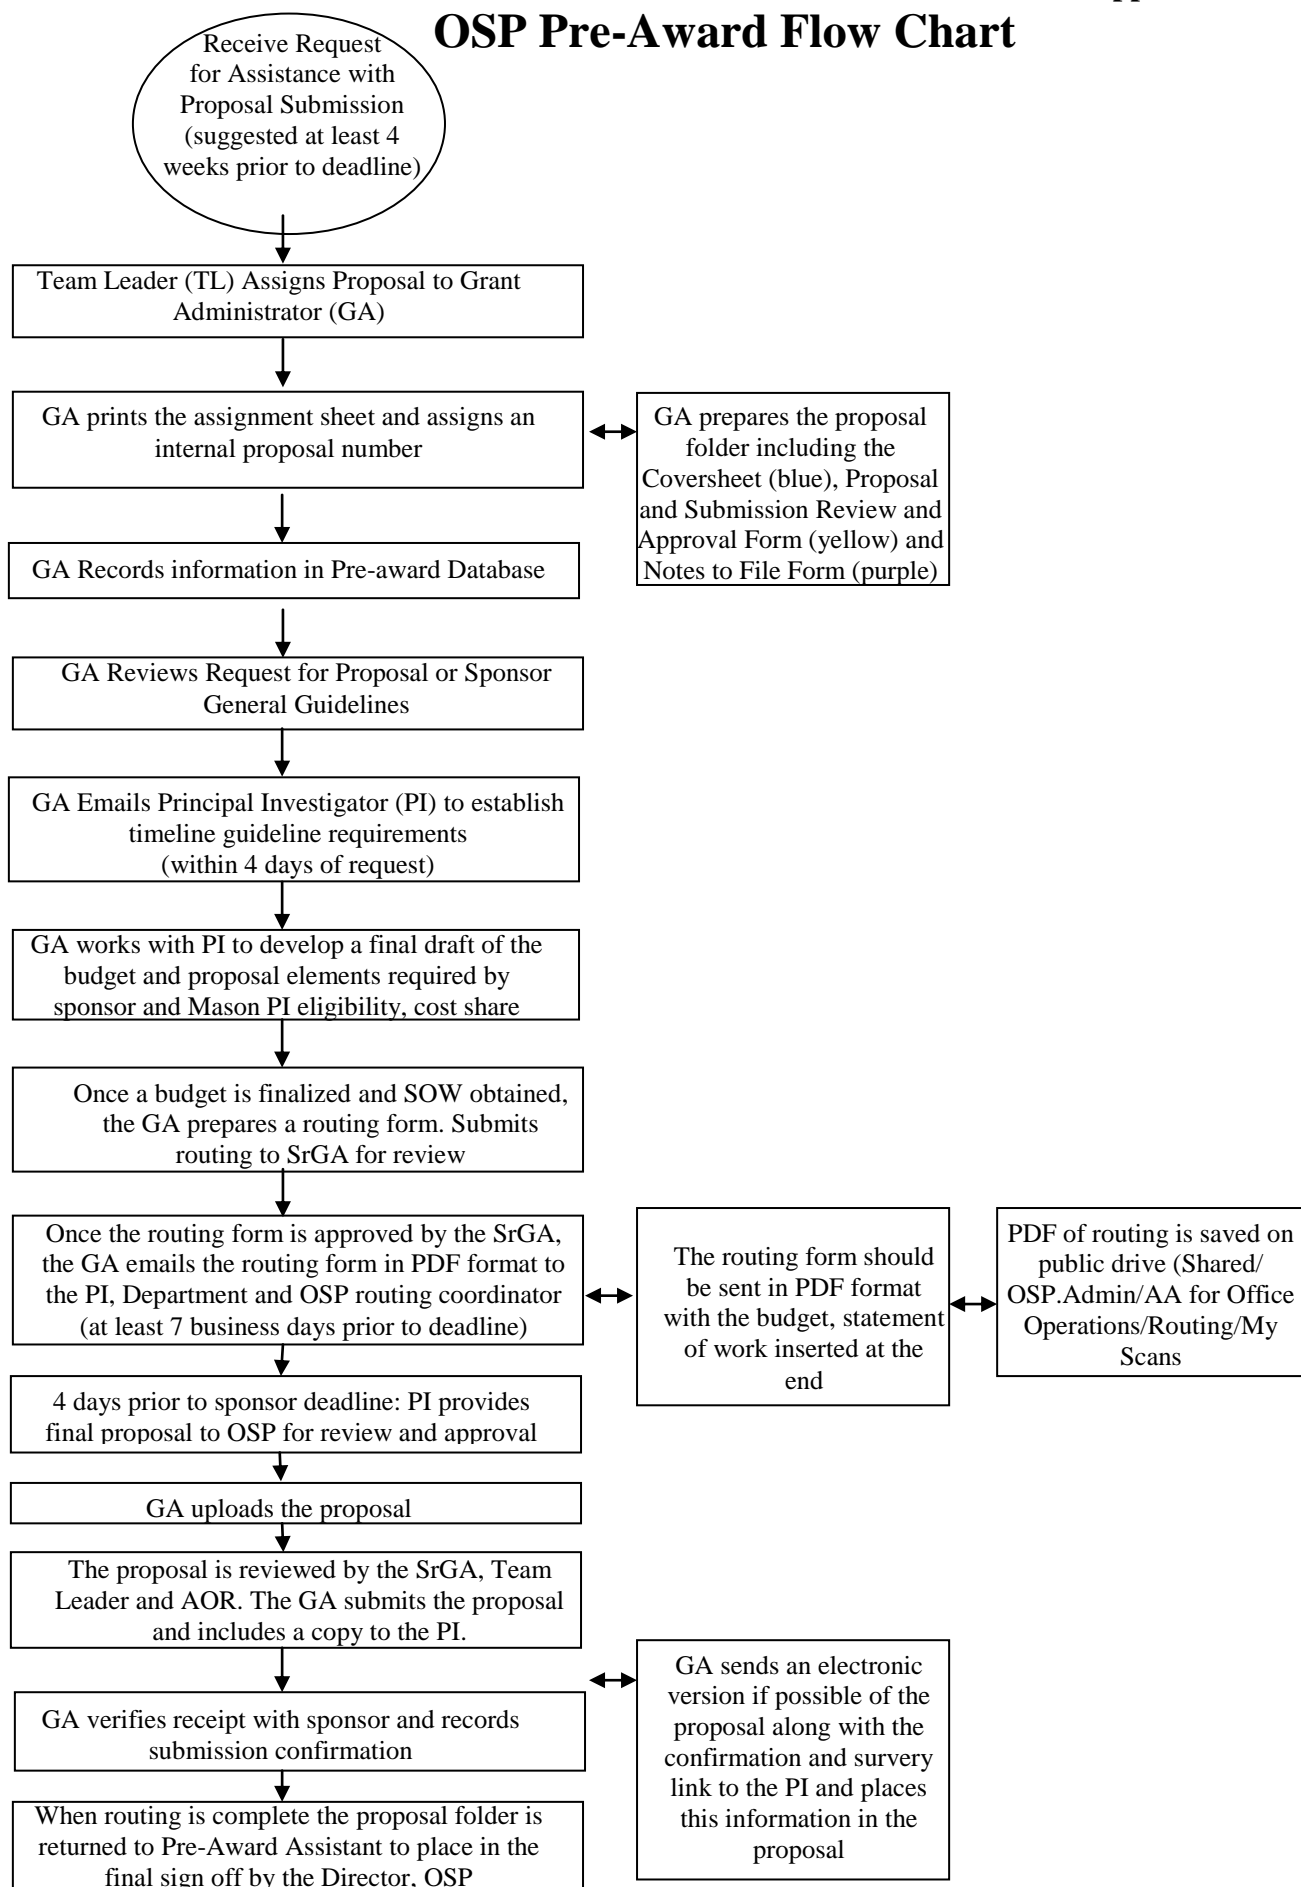 OSP Pre-Award Flow Chart
Receive Request
for Assistance with
Proposal Submission
(suggested at least 4
weeks prior to deadline)
Team Leader (TL) Assigns Proposal to Grant
Administrator (GA)
GA prints the assignment sheet and assigns an
internal proposal number
GA prepares the proposal
folder including the
Coversheet (blue), Proposal
and Submission Review and
Approval Form (yellow) and
Notes to File Form (purple)
GA Records information in Pre-award Database
GA Reviews Request for Proposal or Sponsor
General Guidelines
GA Emails Principal Investigator (PI) to establish
timeline guideline requirements
(within 4 days of request)
GA works with PI to develop a final draft of the
budget and proposal elements required by
sponsor and Mason PI eligibility, cost share
Once a budget is finalized and SOW obtained,
the GA prepares a routing form. Submits
routing to SrGA for review
Once the routing form is approved by the SrGA,
the GA emails the routing form in PDF format to
the PI, Department and OSP routing coordinator
(at least 7 business days prior to deadline)
The routing form should
be sent in PDF format
with the budget, statement
of work inserted at the
end
PDF of routing is saved on
public drive (Shared/
OSP.Admin/AA for Office
Operations/Routing/My
Scans
4 days prior to sponsor deadline: PI provides
final proposal to OSP for review and approval
GA uploads the proposal
The proposal is reviewed by the SrGA, Team
Leader and AOR. The GA submits the proposal
and includes a copy to the PI.
GA verifies receipt with sponsor and records
submission confirmation
GA sends an electronic
version if possible of the
proposal along with the
confirmation and survery
link to the PI and places
this information in the
proposal
When routing is complete the proposal folder is
returned to Pre-Award Assistant to place in the
final sign off by the Director, OSP